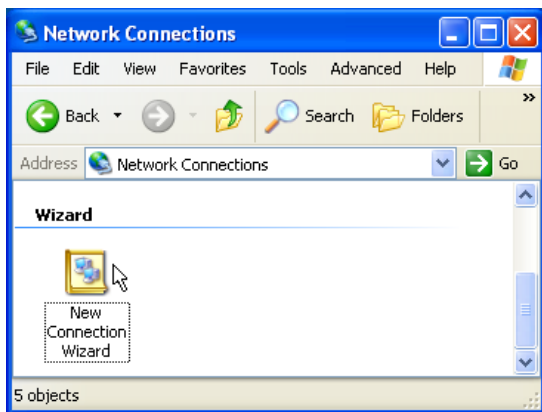 Network Connections
File Edit View Favorites Tools Advanced Help
Back Search Folders »
Address Network Connections Go
Wizard
New
Connection
Wizard
5 objects